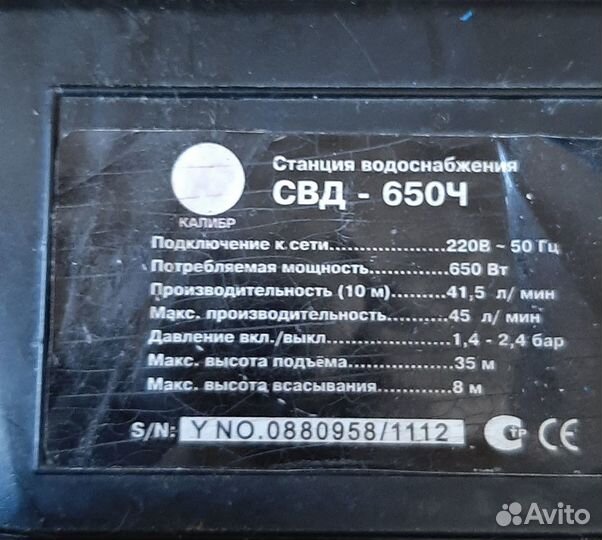 Станция водоснабжения
СВД - 650Ч
КАЛИБР
Подключение к сети.....................220В ~ 50 Гц
Потребляемая мощность................650 Вт
Производительность (10 м)............41,5 л/ мин
Макс. производительность..............45 л/ мин
Давление вкл./выкл.....................1,4 - 2,4 бар
Макс. высота подъёма....................35 м
Макс. высота всасывания..................8 м
S/N: Y NO.0880958/1112
СТР CE
Avito